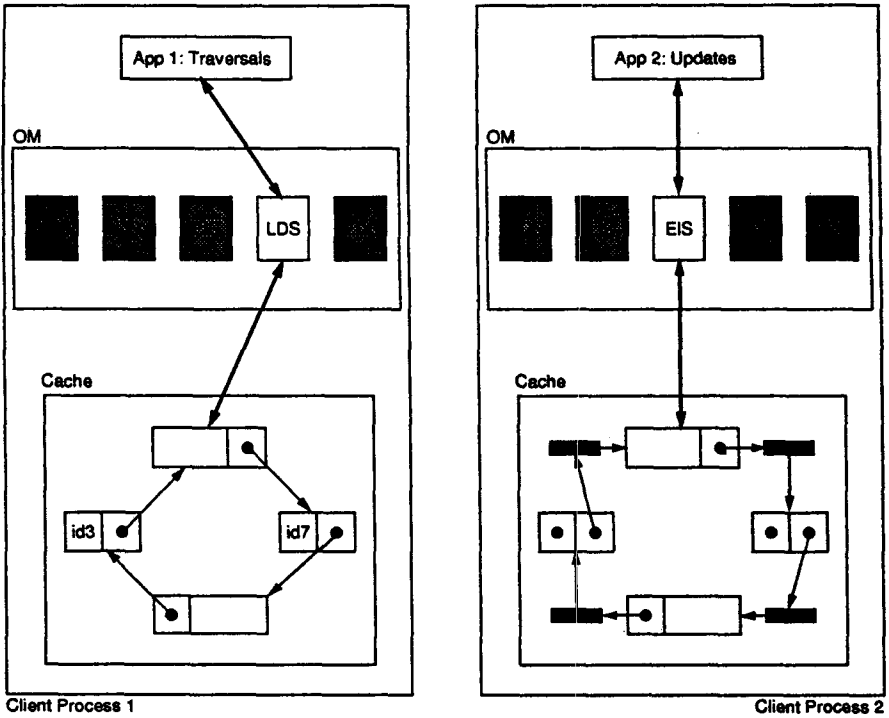 App 1: Traversals
OM
LDS
Cache
id3
id7
Client Process 1
App 2: Updates
OM
EIS
Cache
Client Process 2